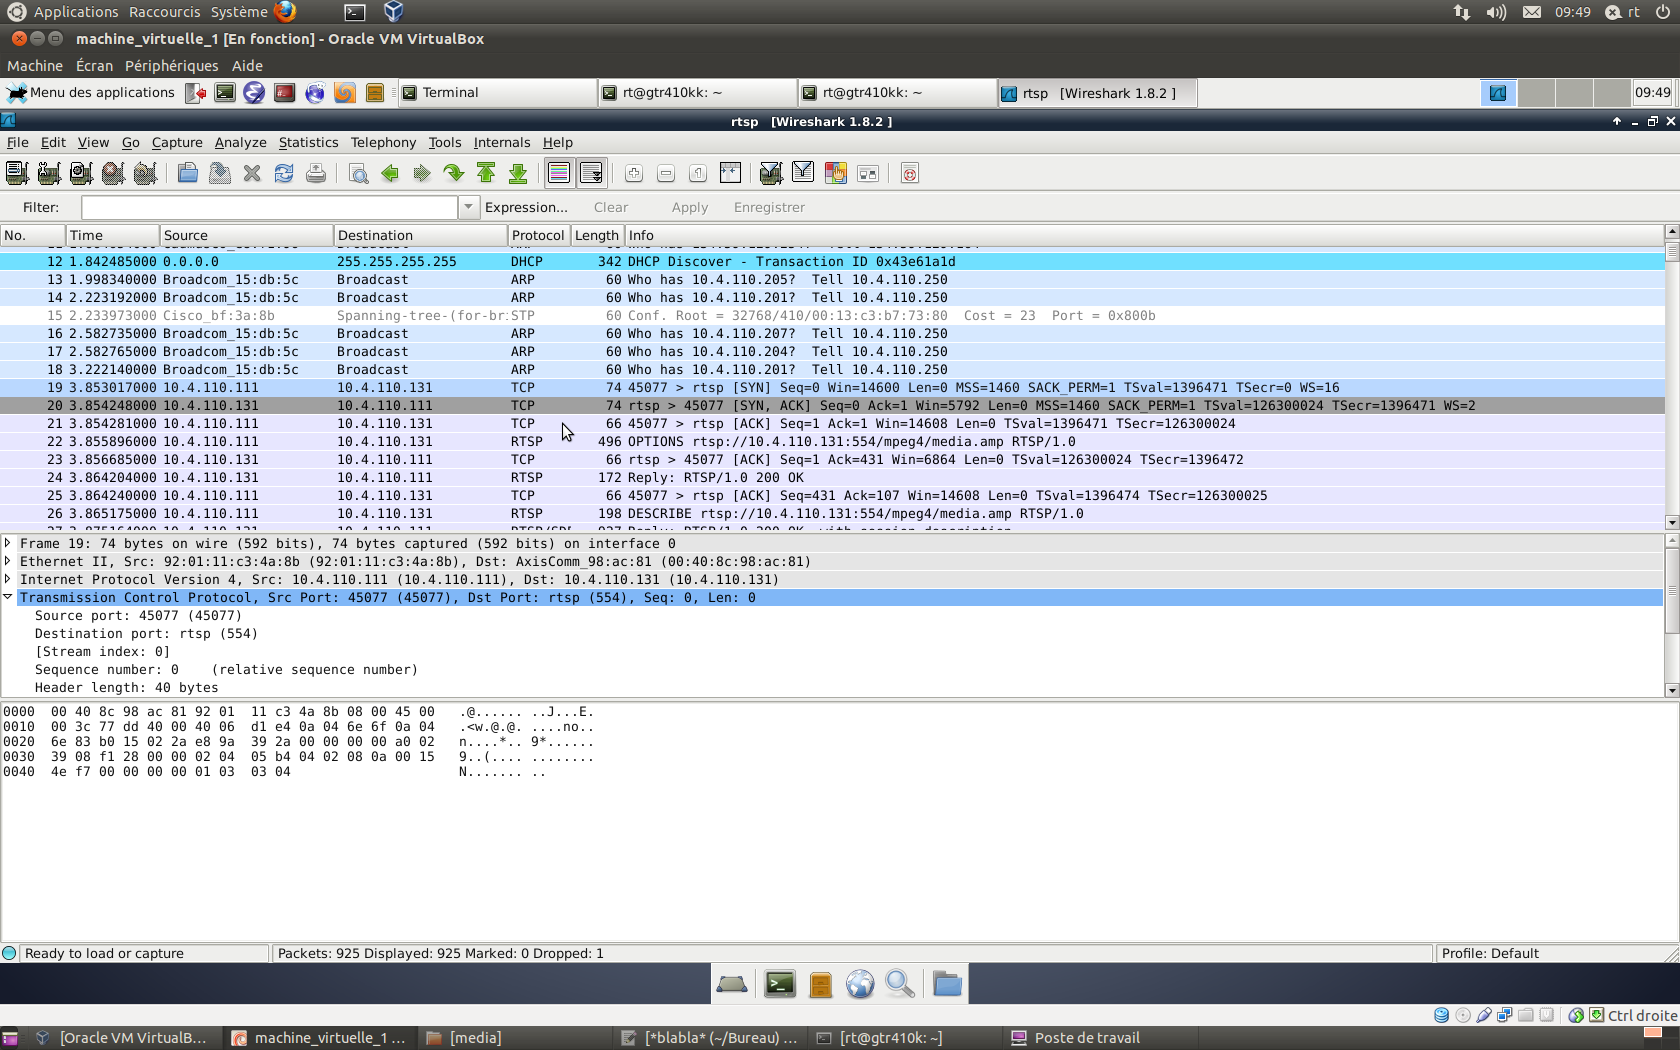 Applications Raccourcis Système 09:49 rt
machine_virtuelle_1 [En fonction] - Oracle VM VirtualBox
Machine Écran Périphériques Aide
Menu des applications Terminal rt@gtr410kk: ~ rt@gtr410kk: ~ rtsp [Wireshark 1.8.2 ] 09:49
rtsp [Wireshark 1.8.2 ]
File Edit View Go Capture Analyze Statistics Telephony Tools Internals Help
Filter: Expression... Clear Apply Enregistrer
No. Time Source Destination Protocol Length Info
12 1.842485000 0.0.0.0 255.255.255.255 DHCP 342 DHCP Discover - Transaction ID 0x43e61a1d
13 1.998340000 Broadcom_15:db:5c Broadcast ARP 60 Who has 10.4.110.205? Tell 10.4.110.250
14 2.223192000 Broadcom_15:db:5c Broadcast ARP 60 Who has 10.4.110.201? Tell 10.4.110.250
15 2.233973000 Cisco_bf:3a:8b Spanning-tree-(for-br: STP 60 Conf. Root = 32768/410/00:13:c3:b7:73:80 Cost = 23 Port = 0x800b
16 2.582735000 Broadcom_15:db:5c Broadcast ARP 60 Who has 10.4.110.207? Tell 10.4.110.250
17 2.582765000 Broadcom_15:db:5c Broadcast ARP 60 Who has 10.4.110.204? Tell 10.4.110.250
18 3.222140000 Broadcom_15:db:5c Broadcast ARP 60 Who has 10.4.110.201? Tell 10.4.110.250
19 3.853017000 10.4.110.111 10.4.110.131 TCP 74 45077 > rtsp [SYN] Seq=0 Win=14600 Len=0 MSS=1460 SACK_PERM=1 TSval=1396471 TSecr=0 WS=16
20 3.854248000 10.4.110.131 10.4.110.111 TCP 74 rtsp > 45077 [SYN, ACK] Seq=0 Ack=1 Win=5792 Len=0 MSS=1460 SACK_PERM=1 TSval=126300024 TSecr=1396471 WS=2
21 3.854281000 10.4.110.111 10.4.110.131 TCP 66 45077 > rtsp [ACK] Seq=1 Ack=1 Win=14608 Len=0 TSval=1396471 TSecr=126300024
22 3.855896000 10.4.110.111 10.4.110.131 RTSP 496 OPTIONS rtsp://10.4.110.131:554/mpeg4/media.amp RTSP/1.0
23 3.856685000 10.4.110.131 10.4.110.111 TCP 66 rtsp > 45077 [ACK] Seq=1 Ack=431 Win=6864 Len=0 TSval=126300024 TSecr=1396472
24 3.864204000 10.4.110.131 10.4.110.111 RTSP 172 Reply: RTSP/1.0 200 OK
25 3.864240000 10.4.110.111 10.4.110.131 TCP 66 45077 > rtsp [ACK] Seq=431 Ack=107 Win=14608 Len=0 TSval=1396474 TSecr=126300025
26 3.865175000 10.4.110.111 10.4.110.131 RTSP 198 DESCRIBE rtsp://10.4.110.131:554/mpeg4/media.amp RTSP/1.0
Frame 19: 74 bytes on wire (592 bits), 74 bytes captured (592 bits) on interface 0
Ethernet II, Src: 92:01:11:c3:4a:8b (92:01:11:c3:4a:8b), Dst: AxisComm_98:ac:81 (00:40:8c:98:ac:81)
Internet Protocol Version 4, Src: 10.4.110.111 (10.4.110.111), Dst: 10.4.110.131 (10.4.110.131)
Transmission Control Protocol, Src Port: 45077 (45077), Dst Port: rtsp (554), Seq: 0, Len: 0
Source port: 45077 (45077)
Destination port: rtsp (554)
[Stream index: 0]
Sequence number: 0 (relative sequence number)
Header length: 40 bytes
0000 00 40 8c 98 ac 81 92 01 11 c3 4a 8b 08 00 45 00 .@...... ..J...E.
0010 00 3c 77 dd 40 00 40 06 d1 e4 0a 04 6e 6f 0a 04 .<w.@.@. ....no..
0020 6e 83 b0 15 02 2a e8 9a 39 2a 00 00 00 00 a0 02 n....*.. 9*......
0030 39 08 f1 28 00 00 02 04 05 b4 04 02 08 0a 00 15 9..(.... ........
0040 4e f7 00 00 00 00 01 03 03 04 N....... ..
Ready to load or capture Packets: 925 Displayed: 925 Marked: 0 Dropped: 1 Profile: Default
Ctrl droite
[Oracle VM VirtualB... machine_virtuelle_1 ... [media] [*blabla* (~/Bureau) ... [rt@gtr410k: ~] Poste de travail